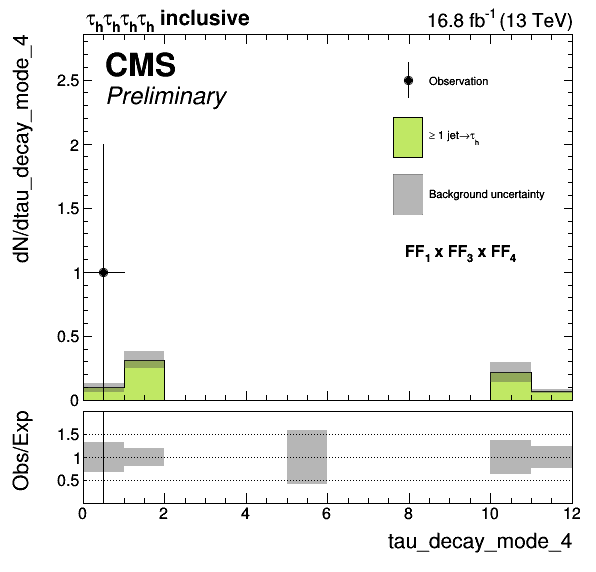 τhτhτhτh inclusive
16.8 fb⁻¹ (13 TeV)
CMS
Preliminary
Observation
≥ 1 jet→τh
Background uncertainty
FF₁ x FF₃ x FF₄
dN/dtau_decay_mode_4
2.5
2
1.5
1
0.5
0
Obs/Exp
1.5
1
0.5
0 2 4 6 8 10 12
tau_decay_mode_4